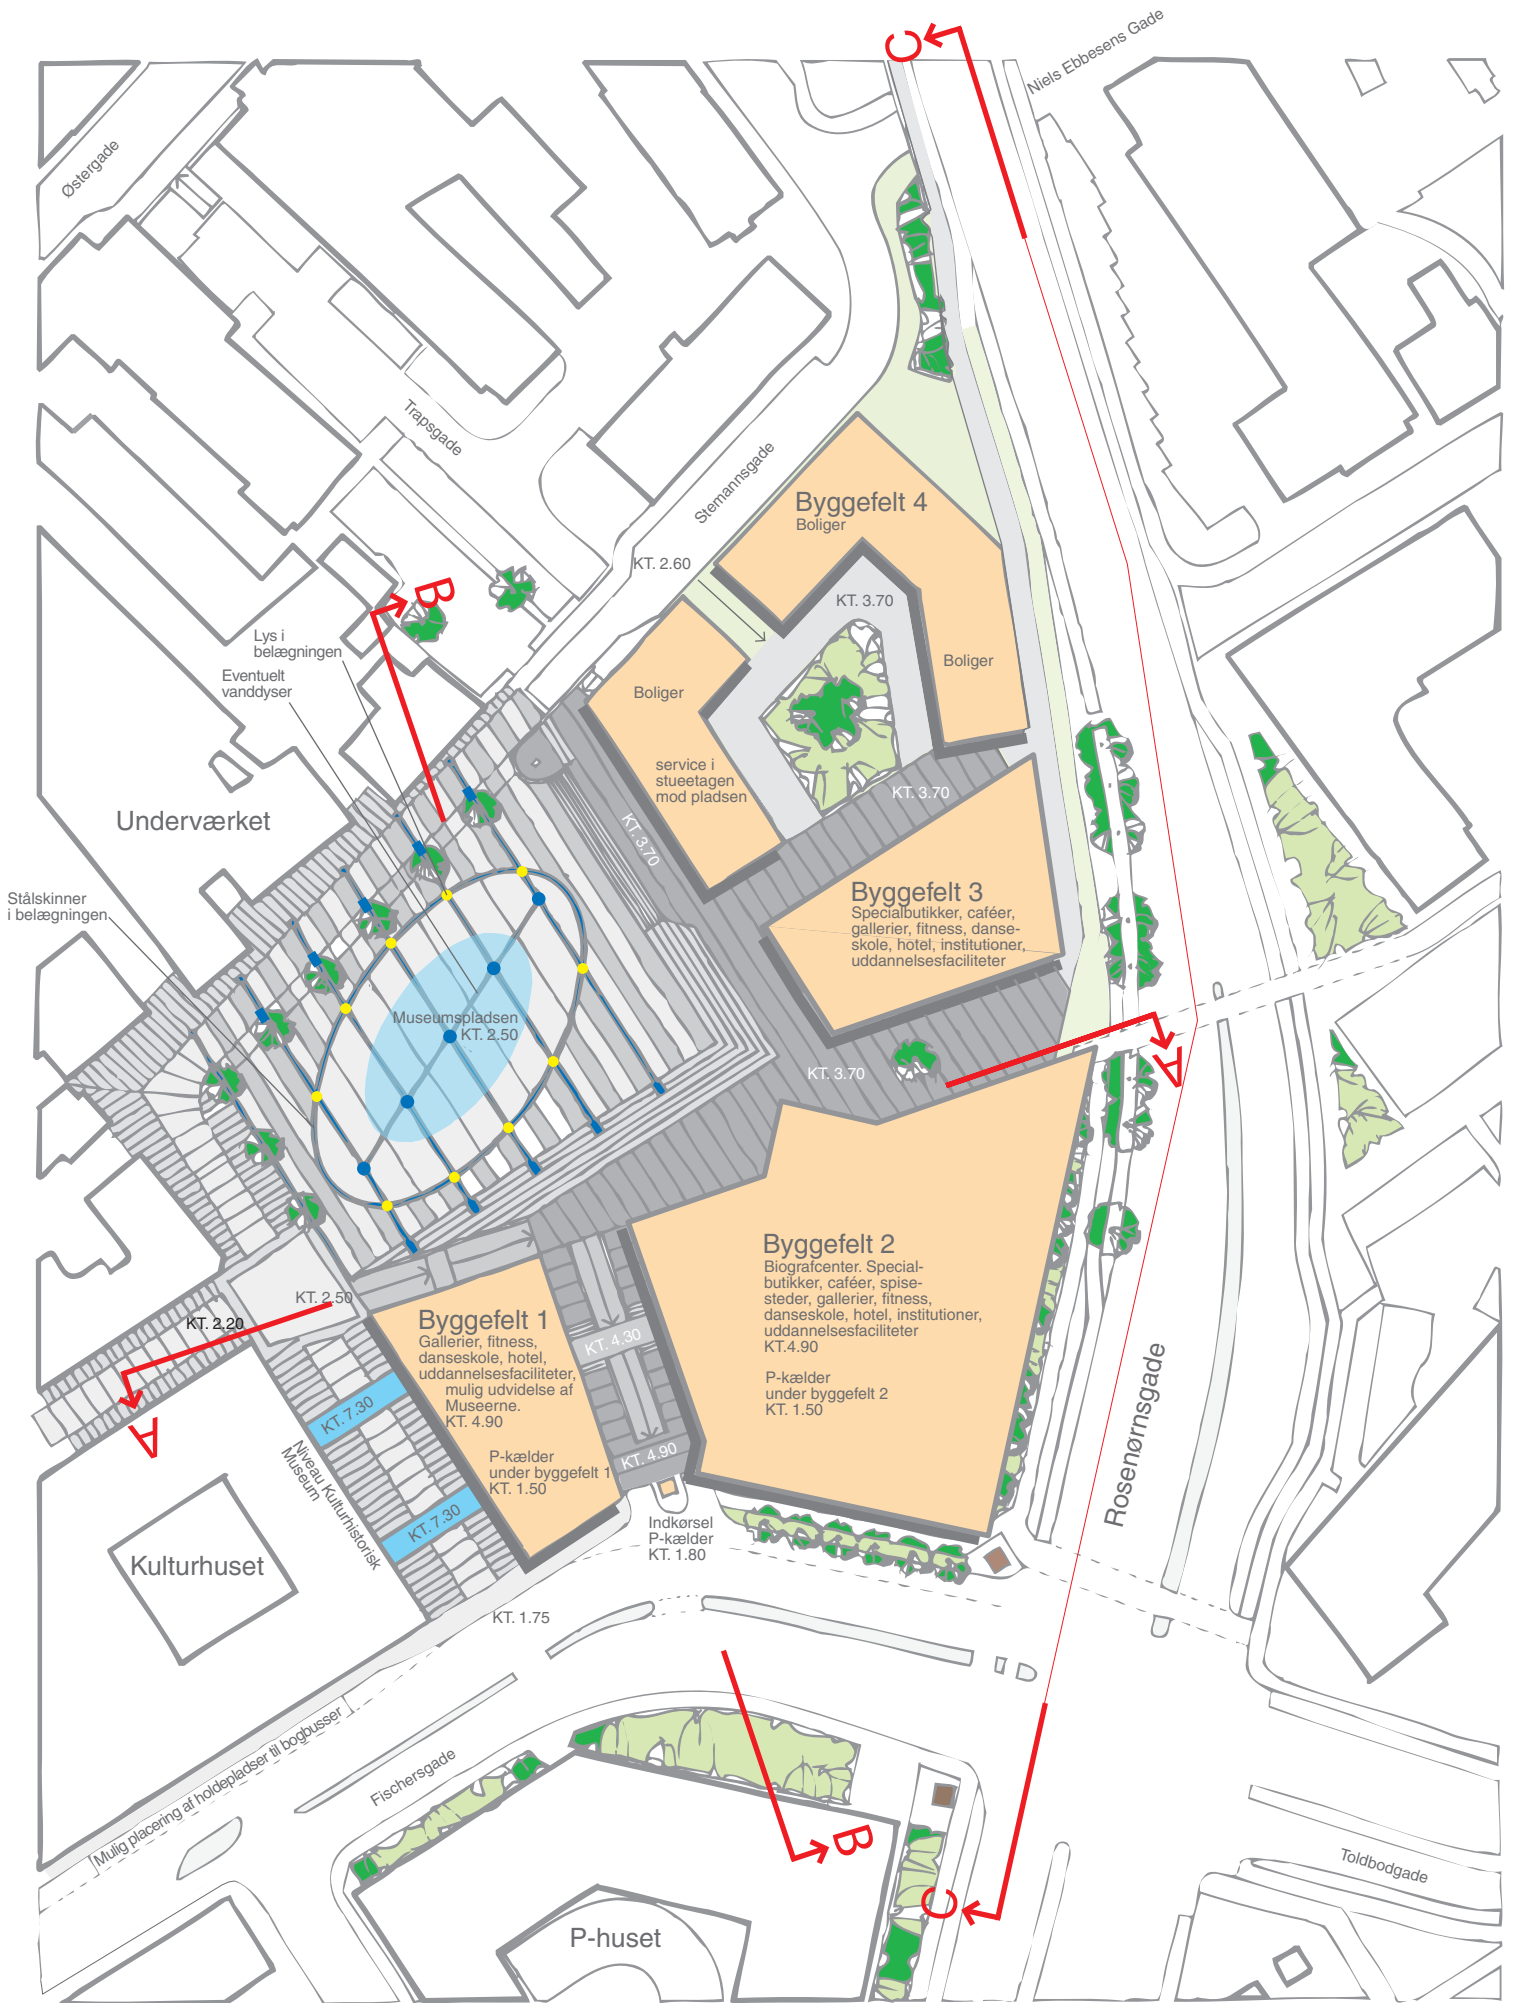 C
Niels Ebbesens Gade
Østergade
Trapsgade
Stemannsgade
Byggefelt 4
Boliger
KT. 2.60
KT. 3.70
B
Lys i
belægningen
Eventuelt
vanddyser
Boliger
Boliger
service i
stueetagen
mod pladsen
KT. 3.70
KT. 3.70
Underværket
Stålskinner
i belægningen
Byggefelt 3
Specialbutikker, caféer,
gallerier, fitness, danse-
skole, hotel, institutioner,
uddannelsesfaciliteter
Museumspladsen
KT. 2.50
KT. 3.70
A
Byggefelt 2
Biografcenter. Special-
butikker, caféer, spise-
steder, gallerier, fitness,
danseskole, hotel, institutioner,
uddannelsesfaciliteter
KT.4.90
P-kælder
under byggefelt 2
KT. 1.50
KT. 2.50
KT. 2.20
Byggefelt 1
Gallerier, fitness,
danseskole, hotel,
uddannelsesfaciliteter,
mulig udvidelse af
Museerne.
KT. 4.90
P-kælder
under byggefelt 1
KT. 1.50
KT. 4.30
KT. 4.90
A
KT. 7.30
KT. 7.30
Niveau Kulturhistorisk
Museum
Rosenørnsgade
Indkørsel
P-kælder
KT. 1.80
Kulturhuset
KT. 1.75
Mulig placering af holdepladser til bogbusser
Fischersgade
B
C
Toldbodgade
P-huset